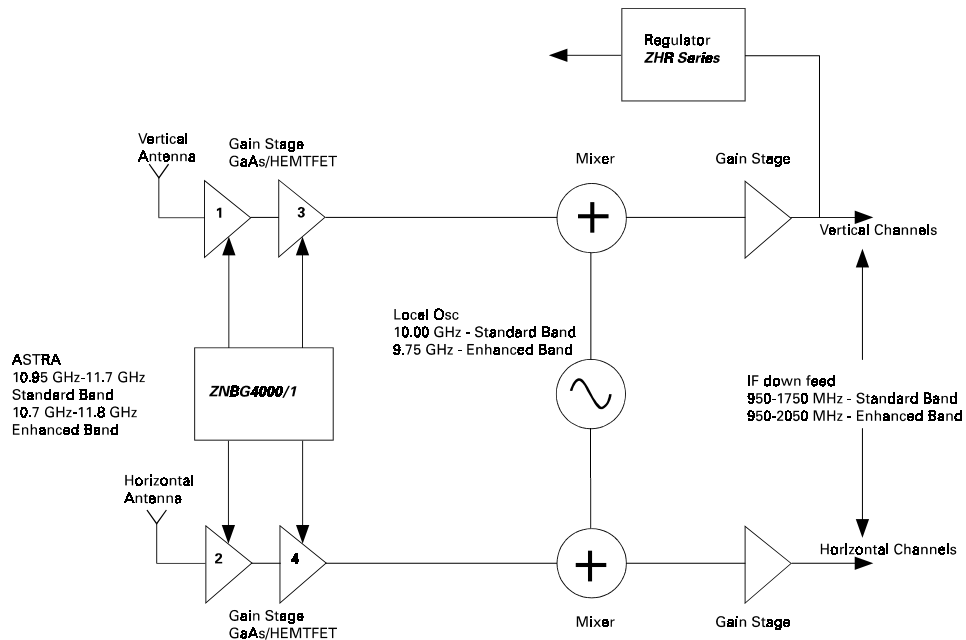 Regulator
ZHR Series
Vertical
Antenna
Gain Stage
GaAs/HEMTFET
Mixer
Gain Stage
1
3
Vertical Channels
Local Osc
10.00 GHz - Standard Band
9.75 GHz - Enhanced Band
ASTRA
10.95 GHz-11.7 GHz
Standard Band
10.7 GHz-11.8 GHz
Enhanced Band
ZNBG4000/1
IF down feed
950-1750 MHz - Standard Band
950-2050 MHz - Enhanced Band
Horizontal
Antenna
2
4
Horizontal Channels
Gain Stage
GaAs/HEMTFET
Mixer
Gain Stage